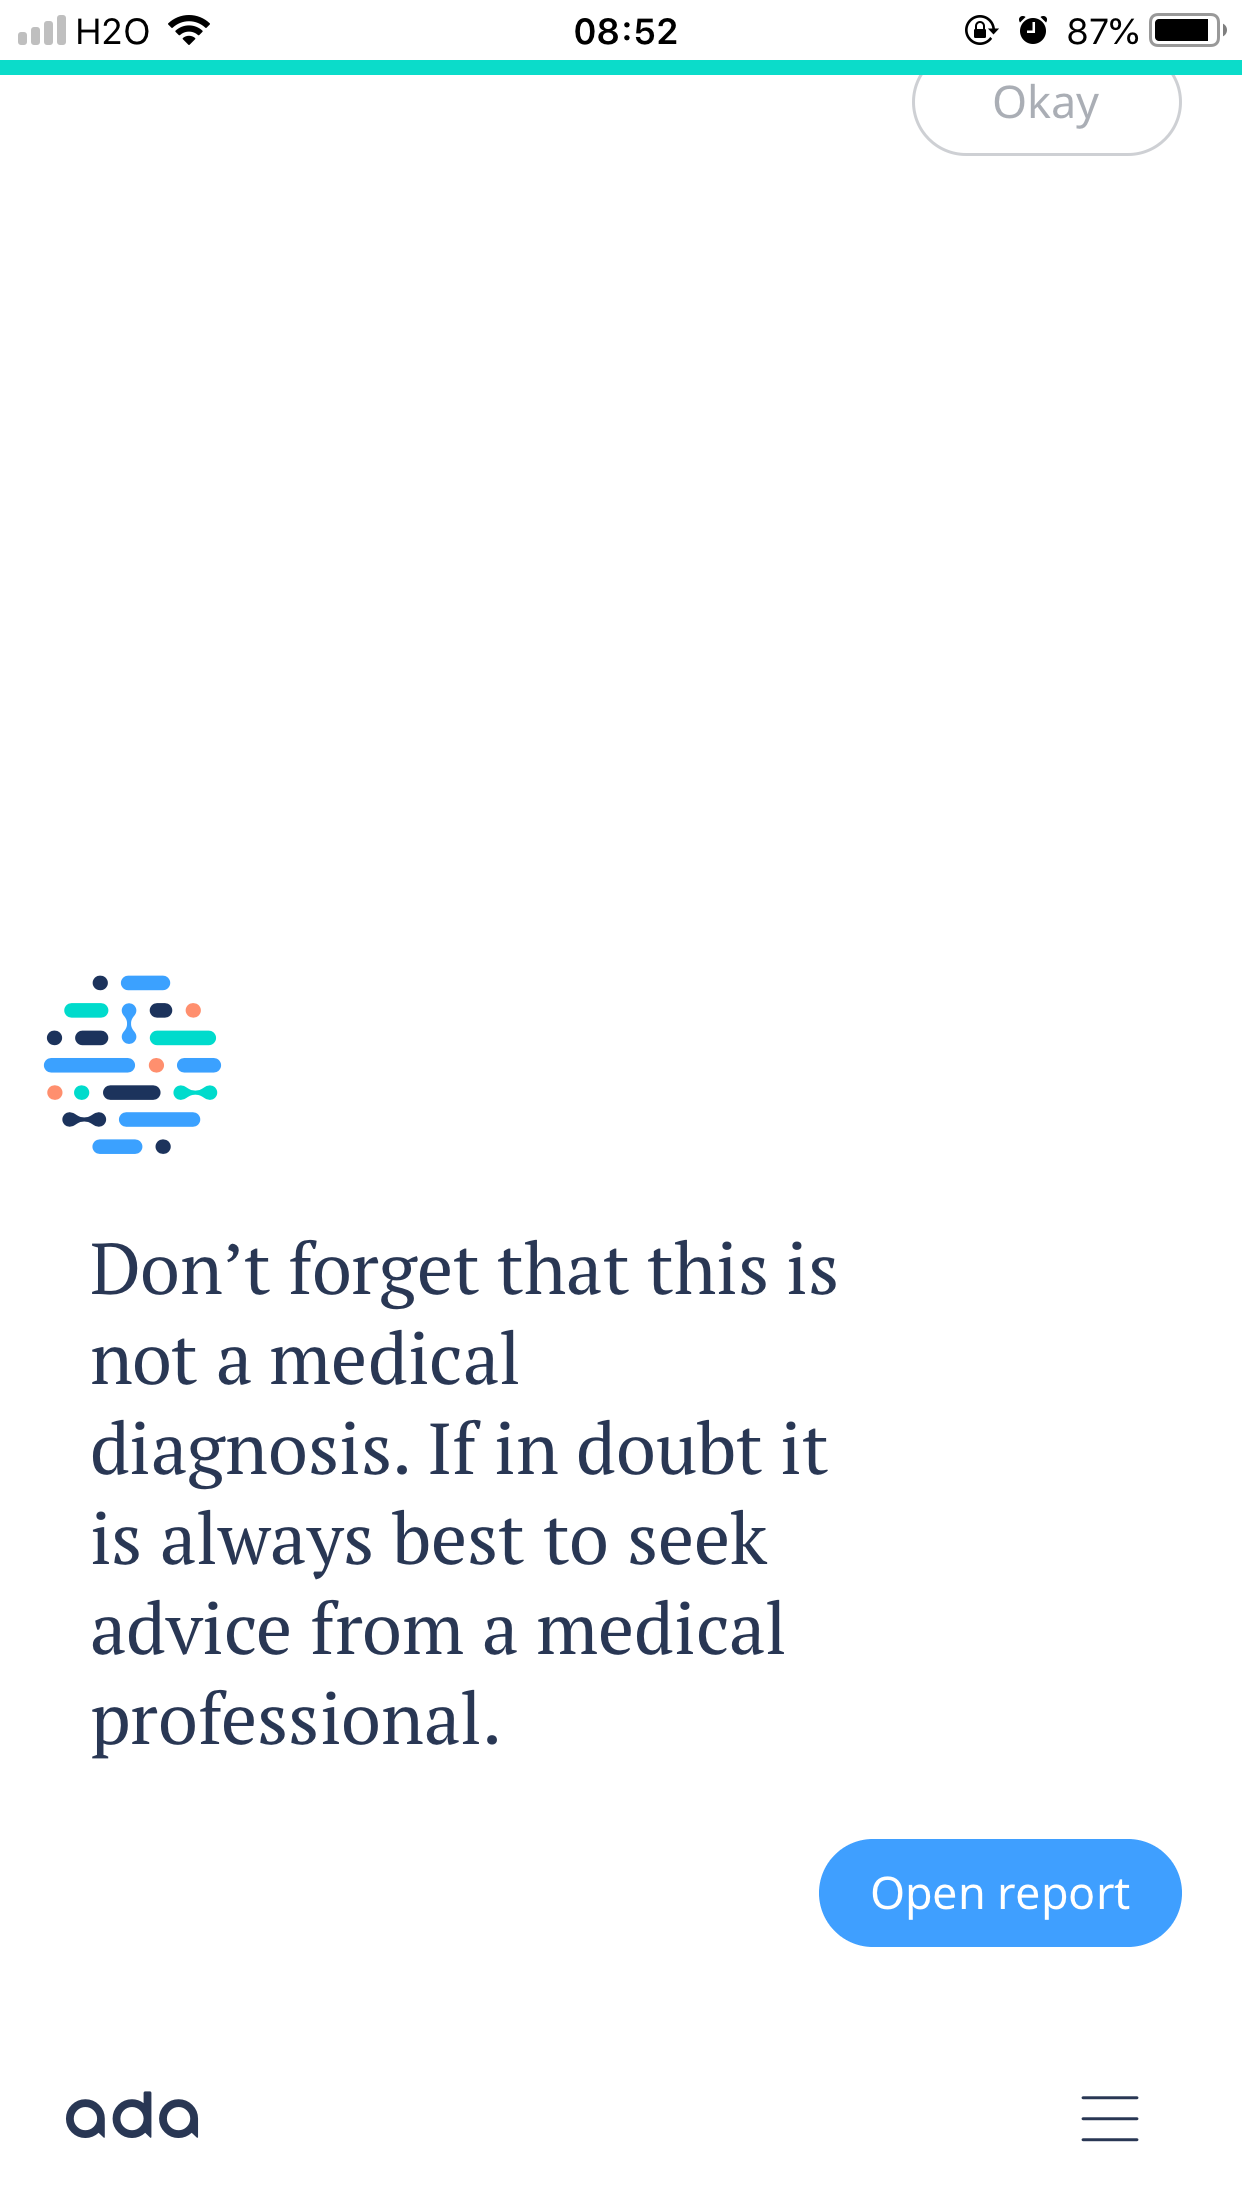 H2O 08:52 87%
Okay
Don’t forget that this is
not a medical
diagnosis. If in doubt it
is always best to seek
advice from a medical
professional.
Open report
ada